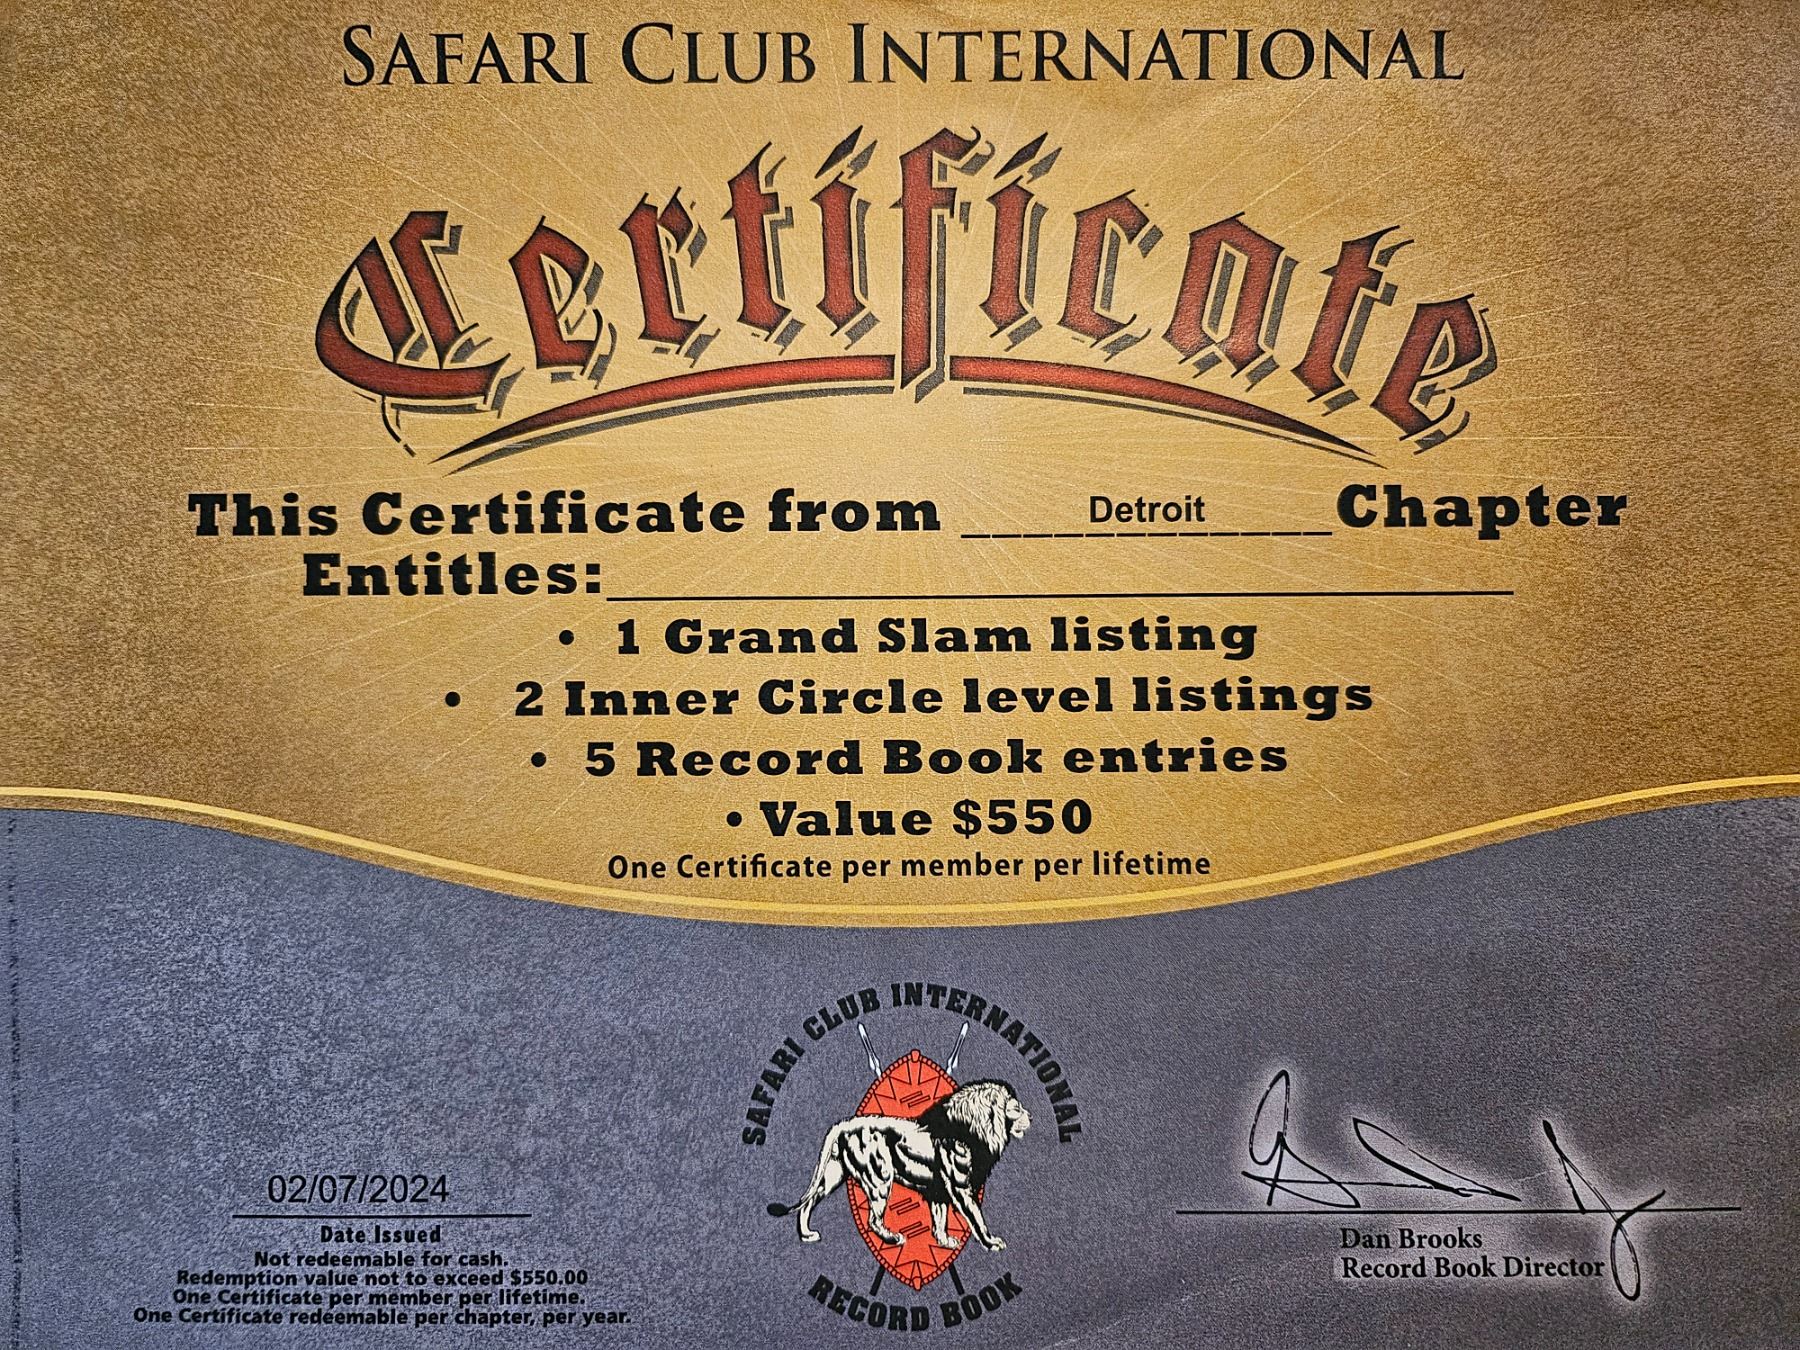 SAFARI CLUB INTERNATIONAL
Certificate
This Certificate from Detroit Chapter
Entitles:
• 1 Grand Slam listing
• 2 Inner Circle level listings
• 5 Record Book entries
• Value $550
One Certificate per member per lifetime
SAFARI CLUB INTERNATIONAL
RECORD BOOK
02/07/2024
Date Issued
Not redeemable for cash.
Redemption value not to exceed $550.00
One Certificate per member per lifetime.
One Certificate redeemable per chapter, per year.
Dan Brooks
Record Book Director